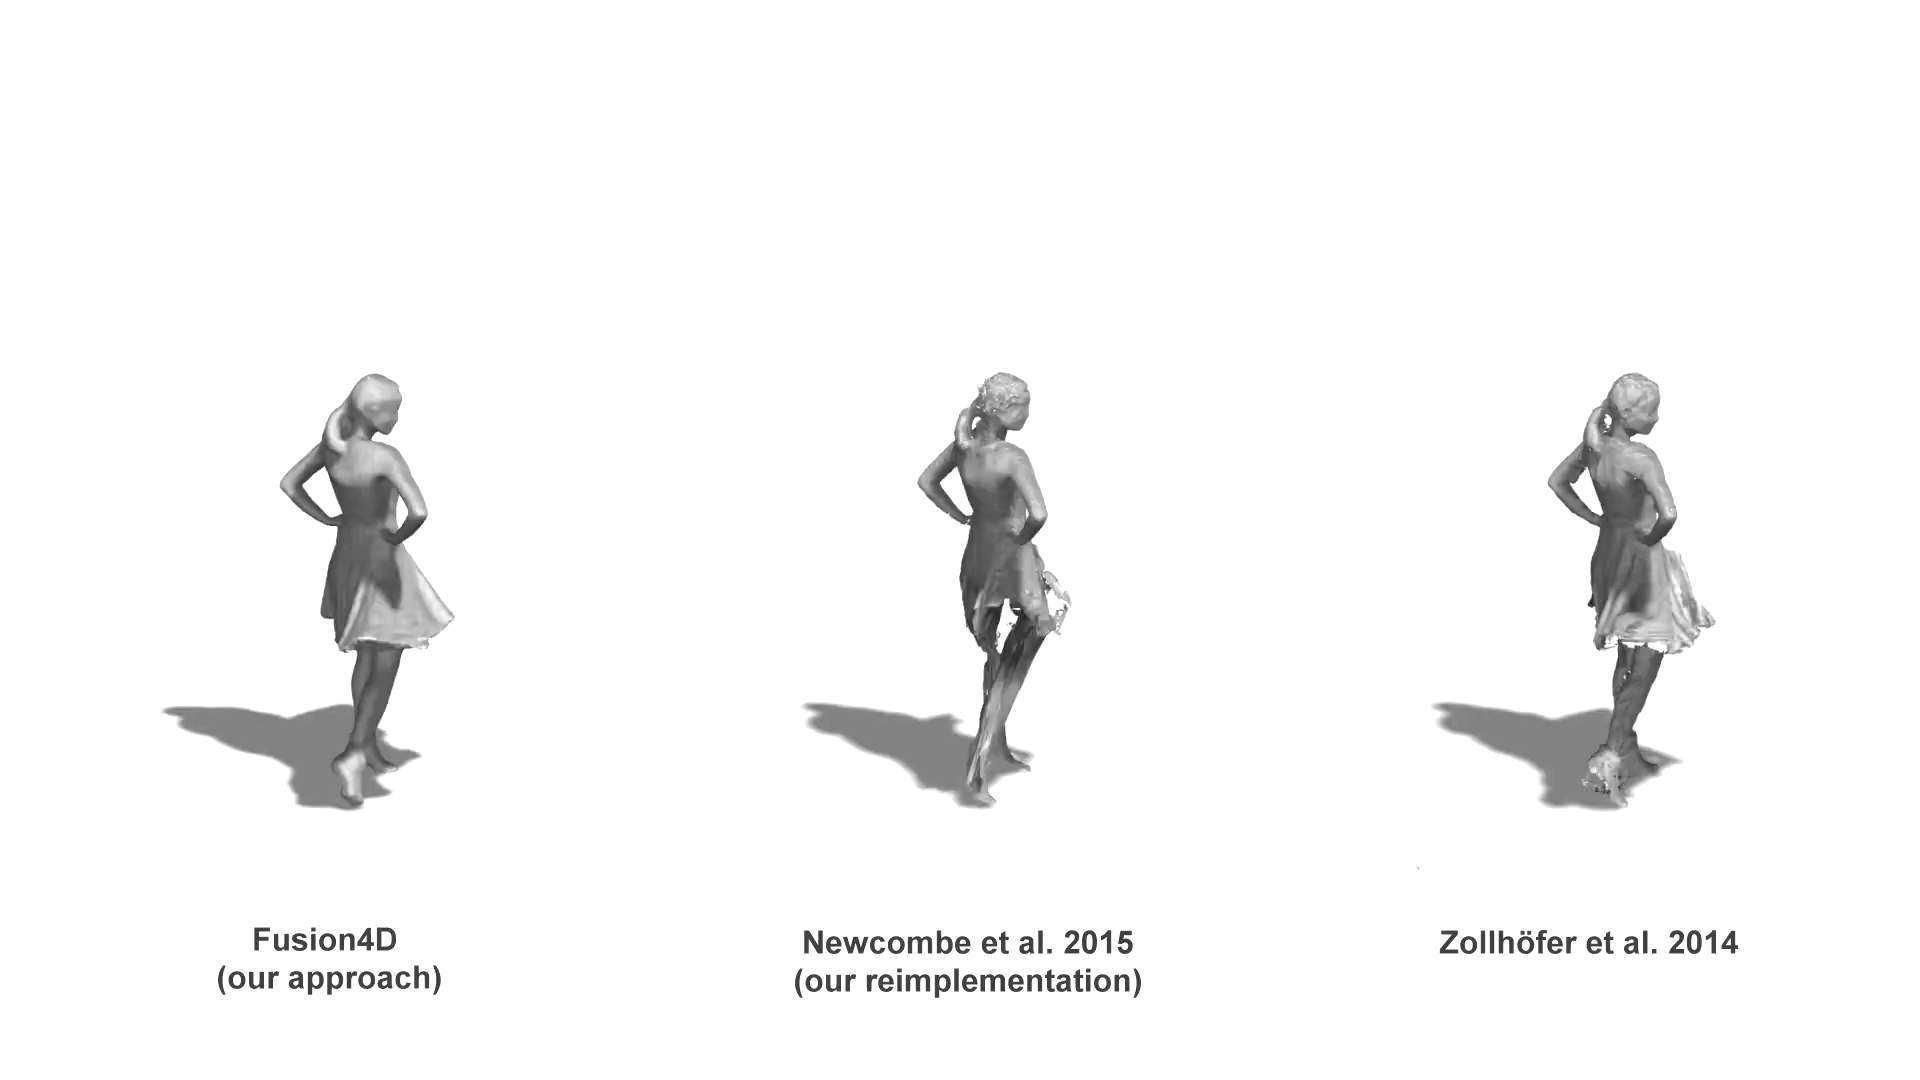 Fusion4D
(our approach)
Newcombe et al. 2015
(our reimplementation)
Zollhöfer et al. 2014